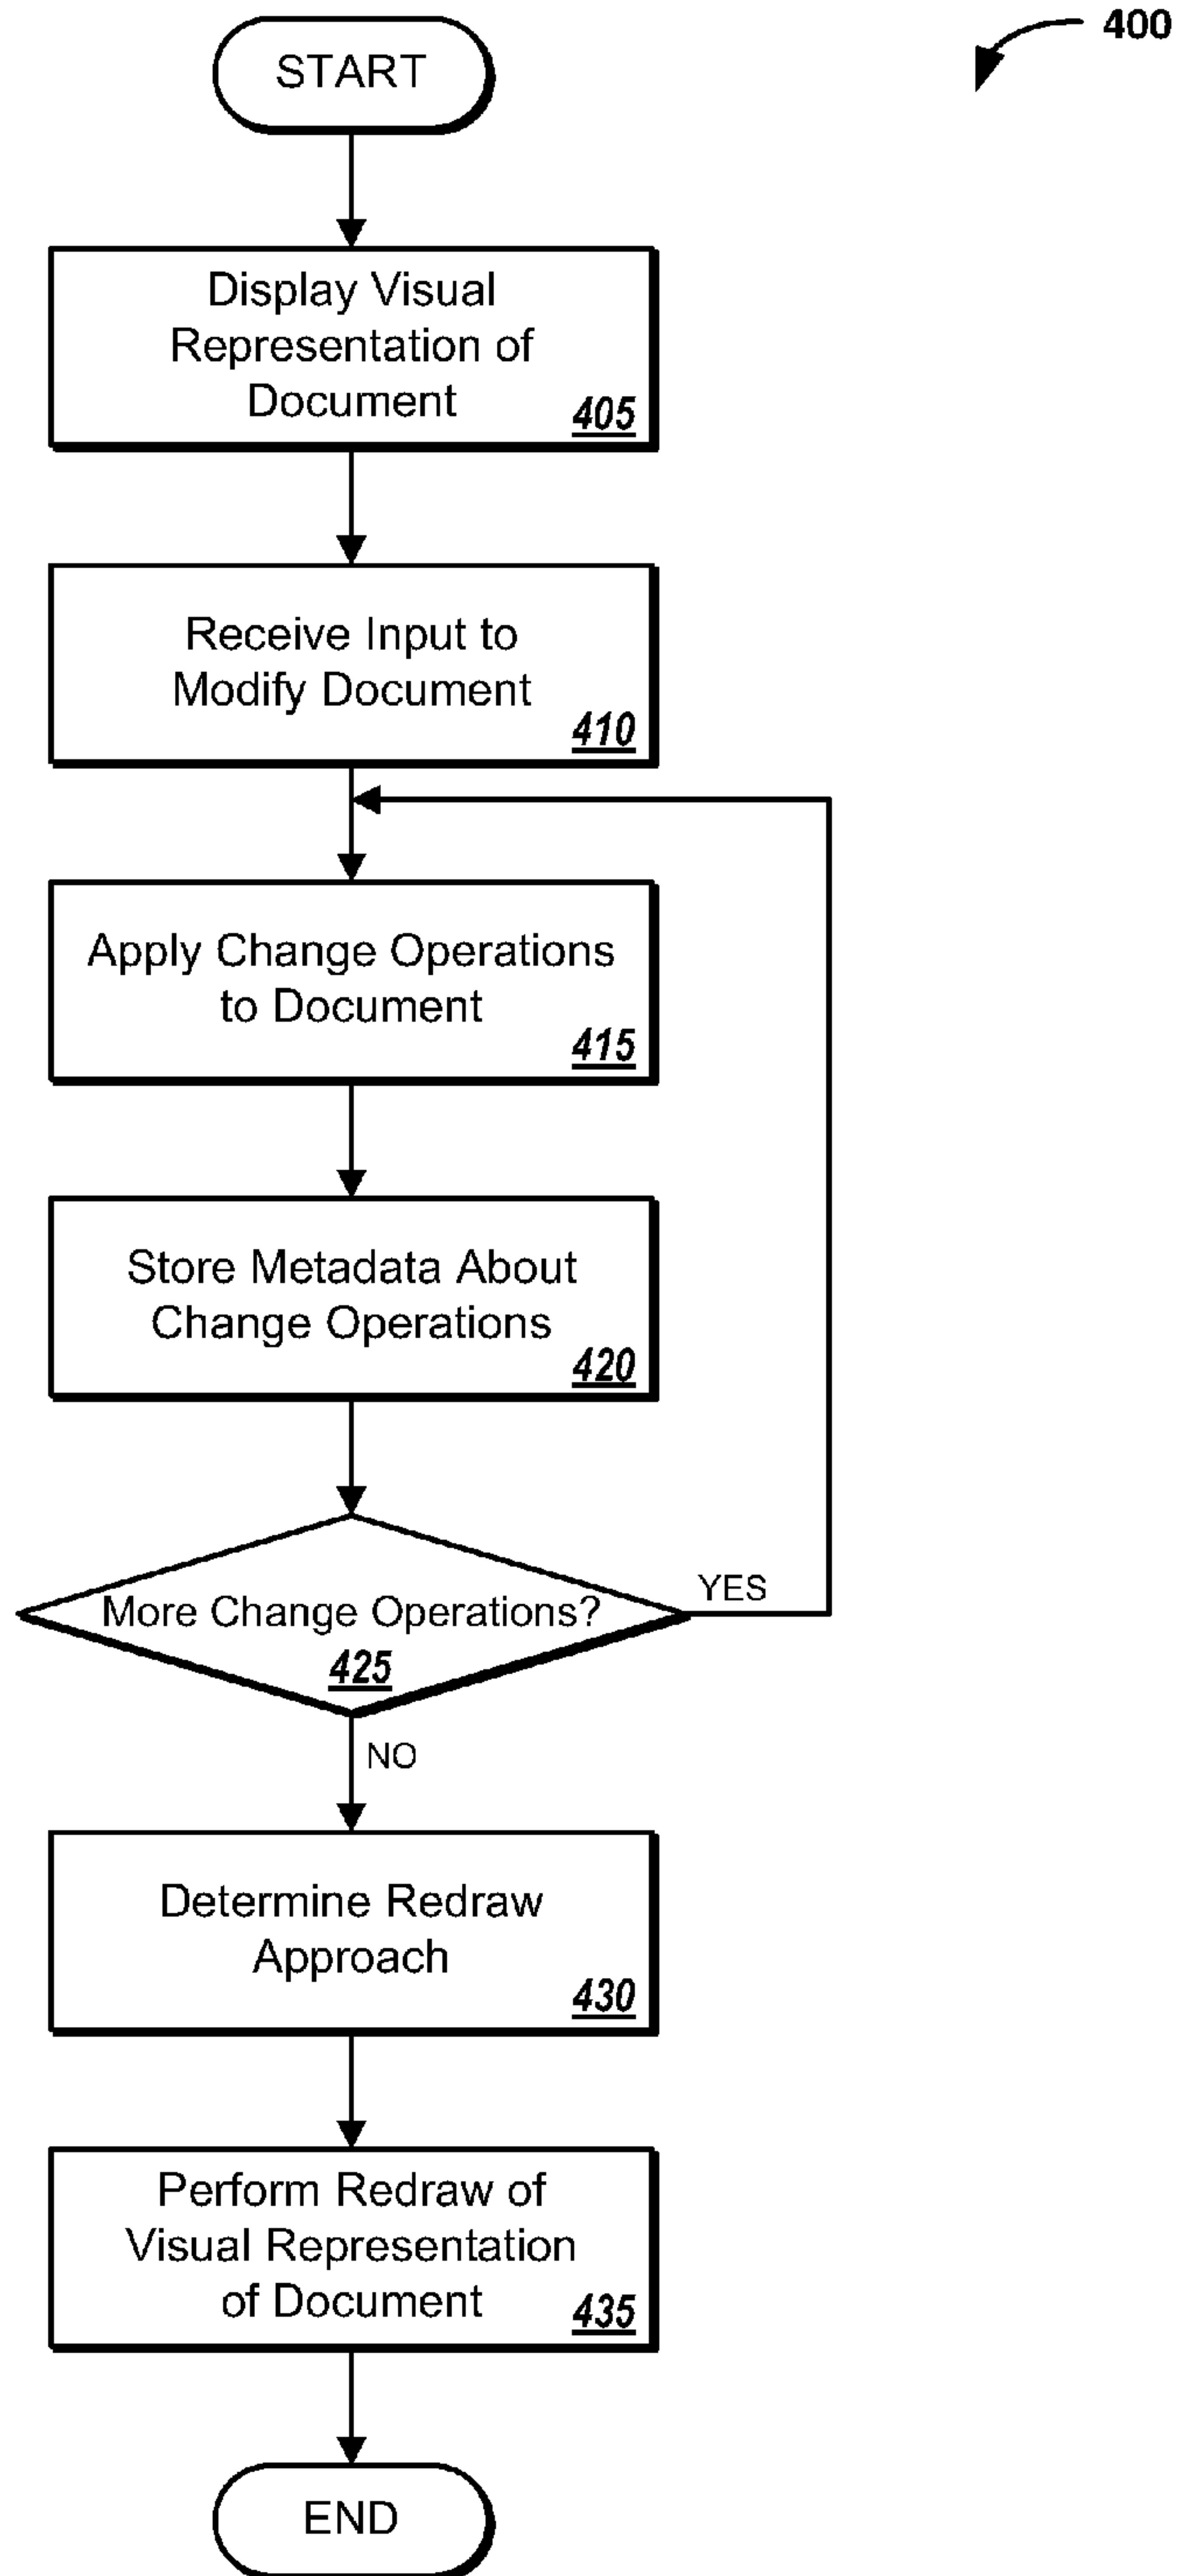 400
START
Display Visual
Representation of
Document
405
Receive Input to
Modify Document
410
Apply Change Operations
to Document
415
Store Metadata About
Change Operations
420
More Change Operations?
425
YES
NO
Determine Redraw
Approach
430
Perform Redraw of
Visual Representation
of Document
435
END